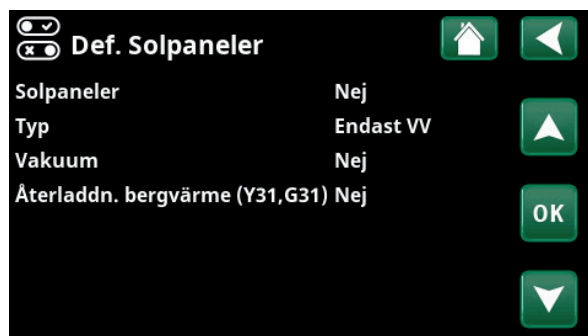 Def. Solpaneler
Solpaneler Nej
Typ Endast VV
Vakuum Nej
Återladdn. bergvärme (Y31,G31) Nej
OK